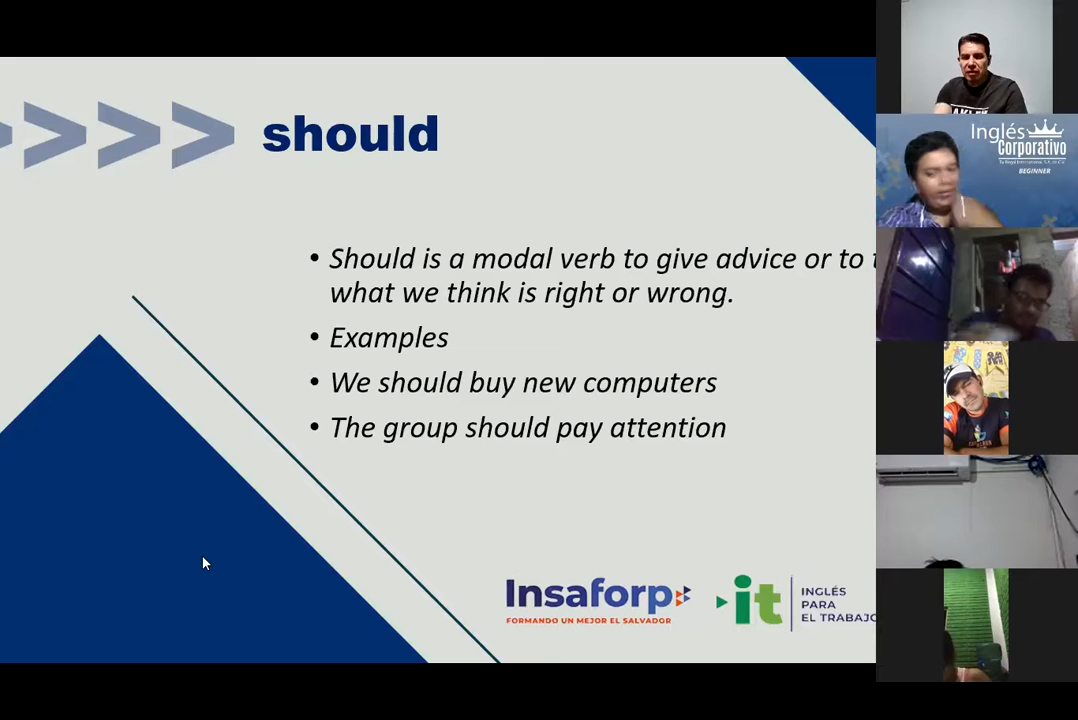 should
• Should is a modal verb to give advice or to
what we think is right or wrong.
• Examples
• We should buy new computers
• The group should pay attention
Insaforp
FORMANDO UN MEJOR EL SALVADOR
it
INGLÉS
PARA
EL TRABAJO
Inglés
Corporativo
BEGINNER